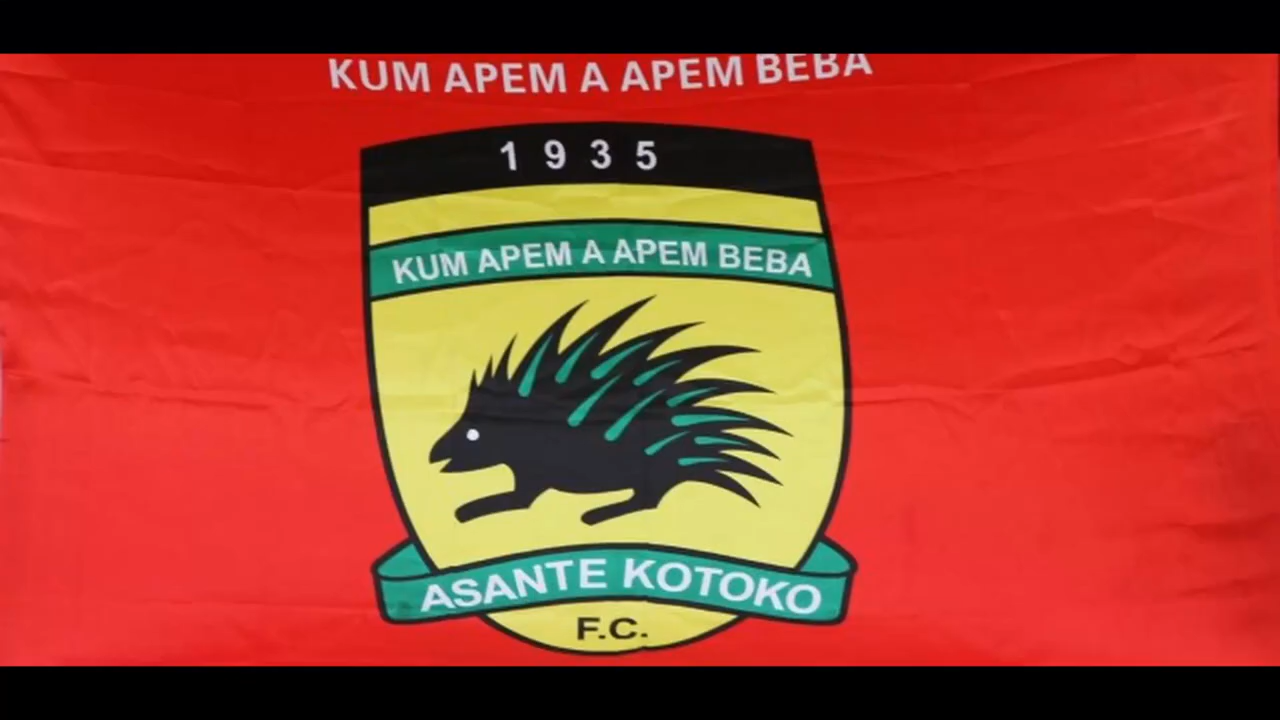 KUM APEM A APEM BEBA
1935
KUM APEM A APEM BEBA
ASANTE KOTOKO
F.C.